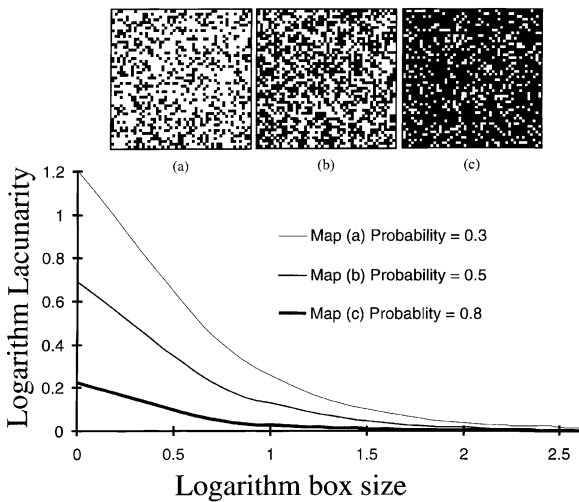 (a) (b) (c)
Logarithm Lacunarity
1.2
1
0.8
0.6
0.4
0.2
0
Map (a) Probability = 0.3
Map (b) Probability = 0.5
Map (c) Probablity = 0.8
0 0.5 1 1.5 2 2.5
Logarithm box size